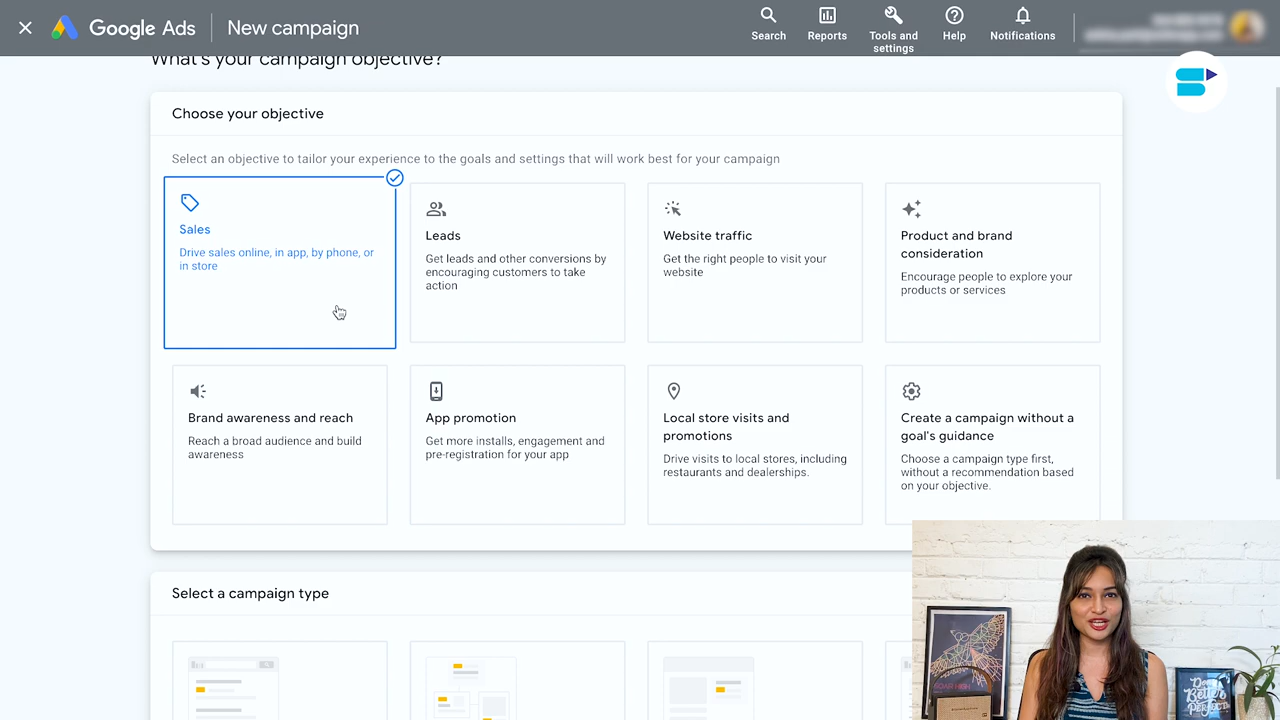 Google Ads
New campaign
Search
Reports
Tools and
settings
Help
Notifications
What's your campaign objective?
Choose your objective
Select an objective to tailor your experience to the goals and settings that will work best for your campaign
Sales
Drive sales online, in app, by phone, or
in store
Leads
Get leads and other conversions by
encouraging customers to take
action
Website traffic
Get the right people to visit your
website
Product and brand
consideration
Encourage people to explore your
products or services
Brand awareness and reach
Reach a broad audience and build
awareness
App promotion
Get more installs, engagement and
pre-registration for your app
Local store visits and
promotions
Drive visits to local stores, including
restaurants and dealerships.
Create a campaign without a
goal's guidance
Choose a campaign type first,
without a recommendation based
on your objective.
Select a campaign type
Do
Better